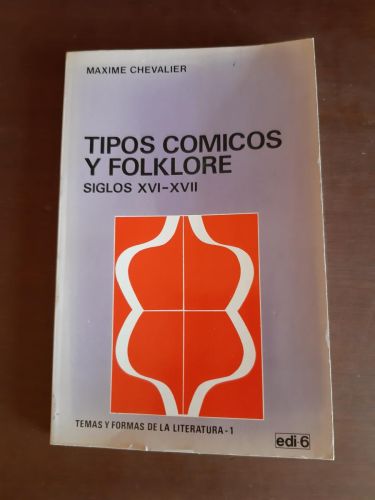 MAXIME CHEVALIER
TIPOS COMICOS
Y FOLKLORE
SIGLOS XVI-XVII
TEMAS Y FORMAS DE LA LITERATURA-1
edi-6